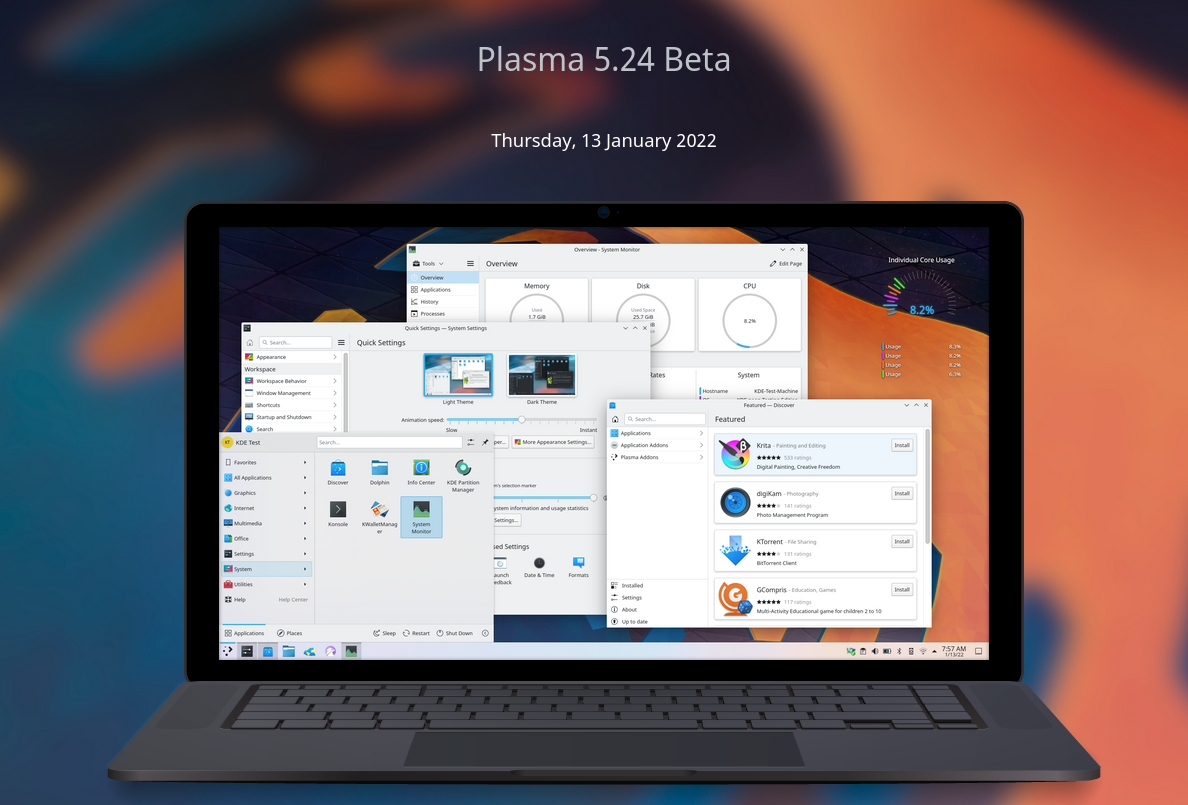 Plasma 5.24 Beta
Thursday, 13 January 2022
Overview - System Monitor
Tools
Overview
Edit Page
Overview
Applications
History
Processes
Memory
Used
1.7 GiB
Disk
Used Space
25.7 GiB
CPU
8.2%
Individual Core Usage
8.2%
Usage 8.3%
Usage 8.2%
Usage 8.2%
Usage 6.3%
Rates
System
Hostname KDE-Test-Machine
Quick Settings — System Settings
Search...
Quick Settings
Appearance
Workspace
Workspace Behavior
Window Management
Shortcuts
Startup and Shutdown
Search
Light Theme
Dark Theme
Animation speed:
Slow
Instant
More Appearance Settings...
selection marker
system information and usage statistics
Settings...
Date & Time
Formats
KT
KDE Test
Search...
Favorites
All Applications
Graphics
Internet
Multimedia
Office
Settings
System
Utilities
Help
Help Center
Discover
Dolphin
Info Center
KDE Partition
Manager
Konsole
KWalletManag
er
System
Monitor
Applications
Places
Sleep
Restart
Shut Down
Featured — Discover
Search...
Featured
Applications
Application Addons
Plasma Addons
Krita - Painting and Editing
533 ratings
Digital Painting, Creative Freedom
Install
digiKam - Photography
141 ratings
Photo Management Program
Install
KTorrent - File Sharing
131 ratings
BitTorrent Client
Install
GCompris - Education, Games
117 ratings
Multi-Activity Educational game for children 2 to 10
Install
Installed
Settings
About
Up to date
7:57 AM
1/13/22